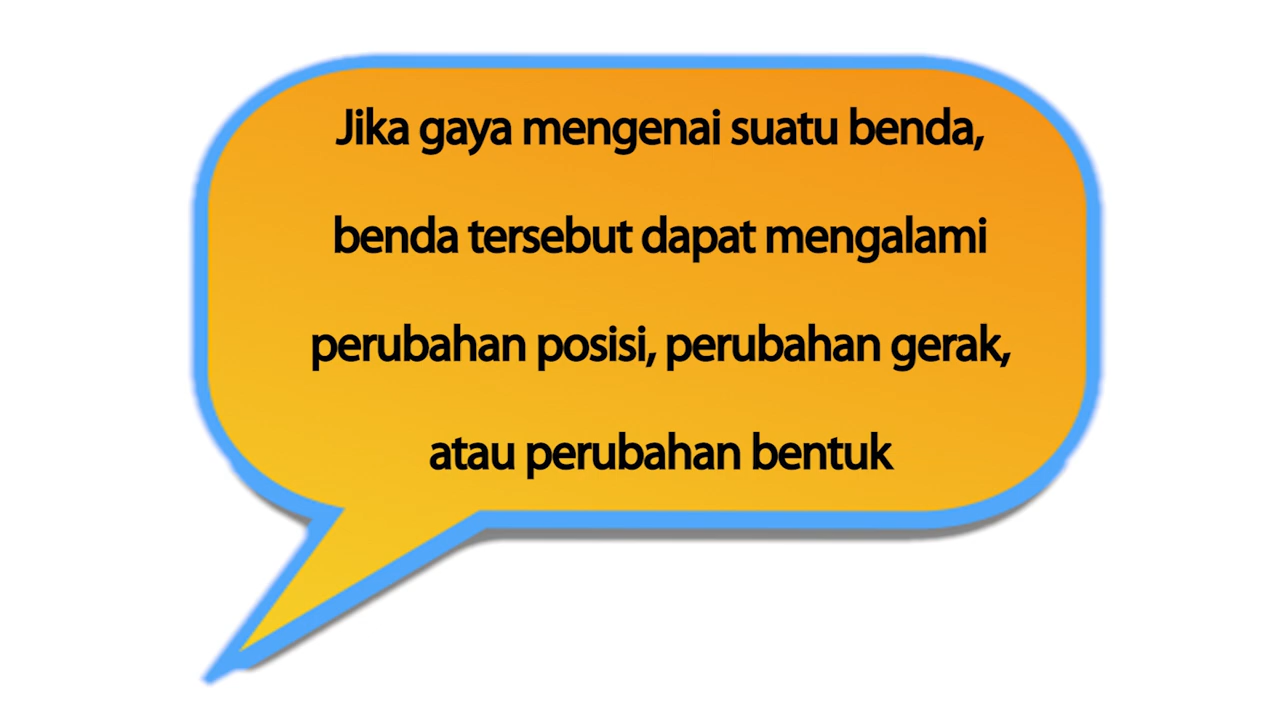 Jika gaya mengenai suatu benda,
benda tersebut dapat mengalami
perubahan posisi, perubahan gerak,
atau perubahan bentuk